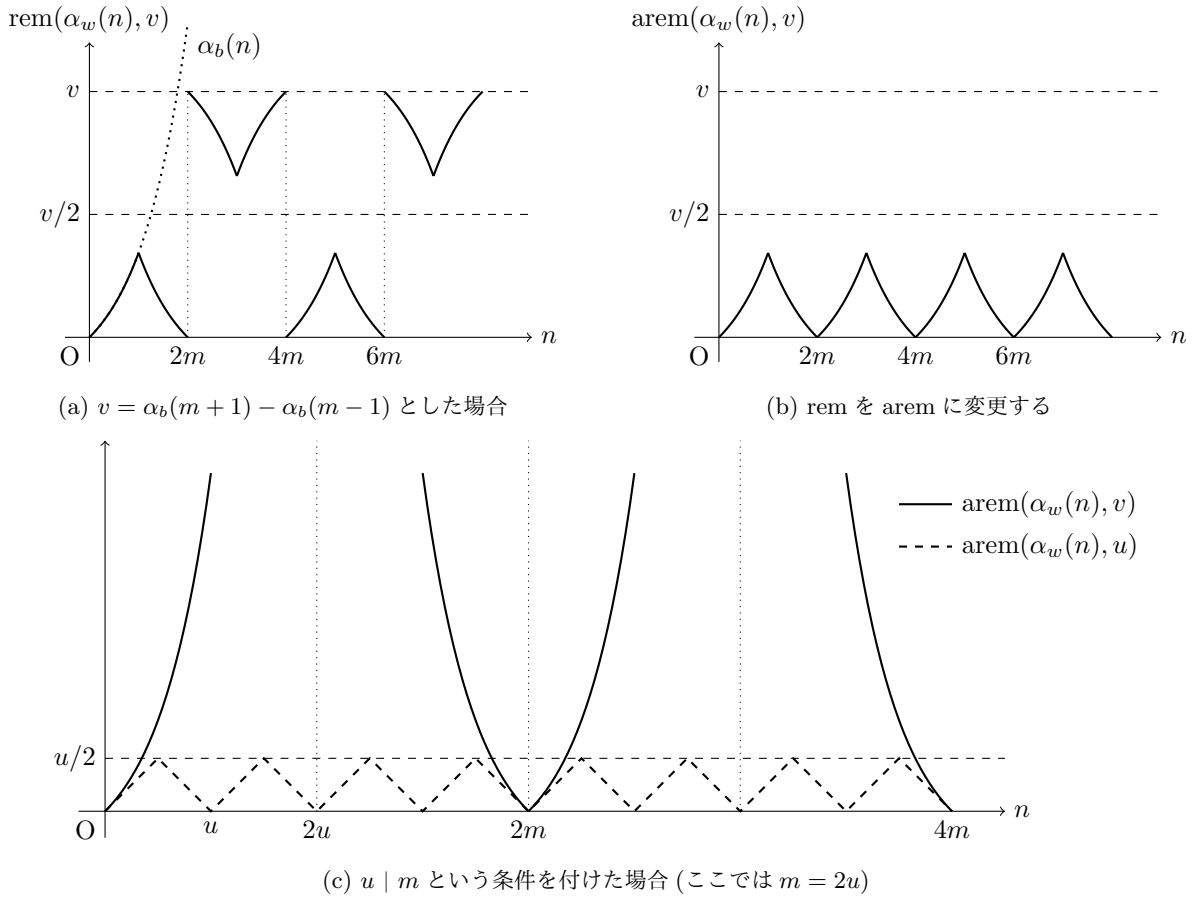 rem(α_w(n), v)
α_b(n)
v
v/2
O
2m
4m
6m
n
(a) v = α_b(m + 1) − α_b(m − 1) とした場合
arem(α_w(n), v)
v
v/2
O
2m
4m
6m
n
(b) rem を arem に変更する
arem(α_w(n), v)
arem(α_w(n), u)
u/2
O
u
2u
2m
4m
n
(c) u | m という条件を付けた場合 (ここでは m = 2u)